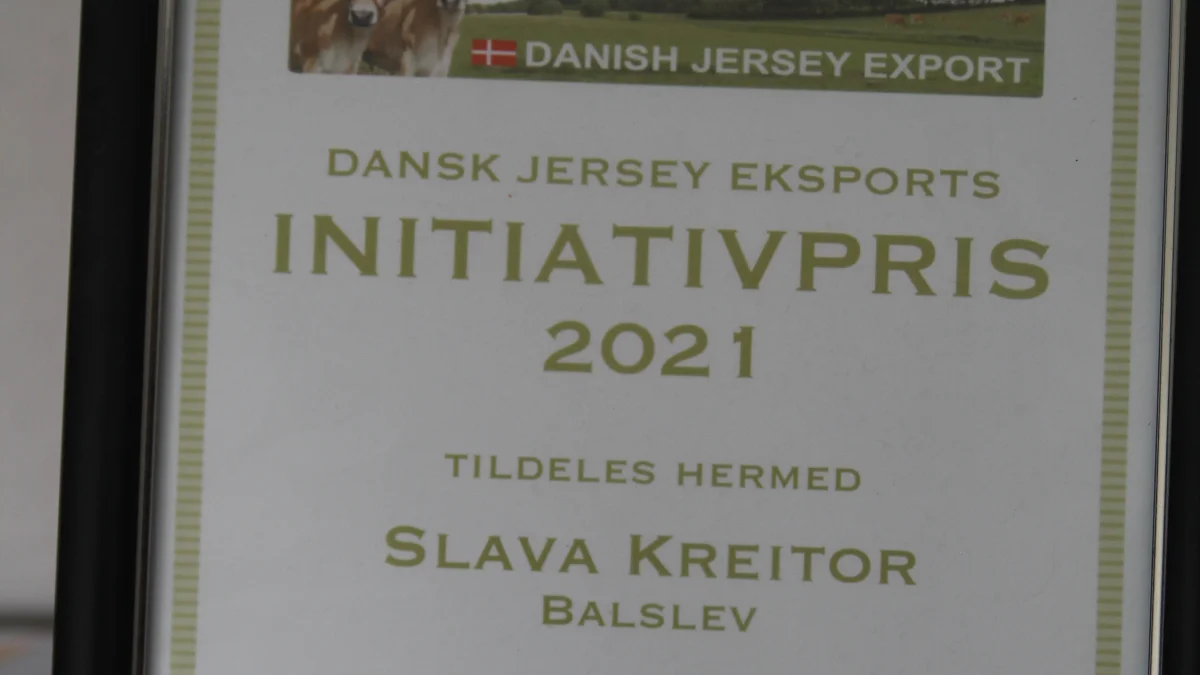 DANISH JERSEY EXPORT
DANSK JERSEY EKSPORTS
INITIATIVPRIS
2021
TILDELES HERMED
SLAVA KREITOR
BALSLEV